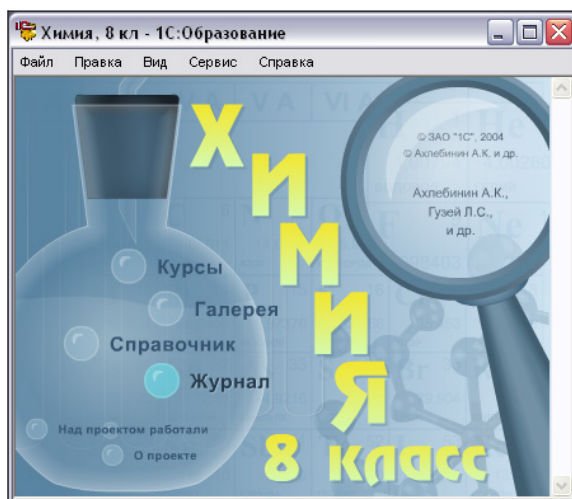 Химия, 8 кл - 1С:Образование
Файл Правка Вид Сервис Справка
© ЗАО "1С", 2004
© Ахлебинин А.К. и др.
Ахлебинин А.К.,
Гузей Л.С.,
и др.
ХИМИЯ
8 класс
Курсы
Галерея
Справочник
Журнал
Над проектом работали
О проекте